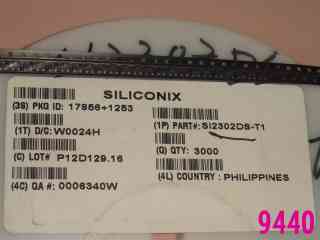 SILICONIX
(3S) PKG ID: 17856+1253
(1T) D/C: W0024H
(1P) PART#: SI2302DS-T1
(C) LOT# P12D129.16
(Q) QTY: 3000
(4C) QA #: 0006340W
(4L) COUNTRY : PHILIPPINES
9440